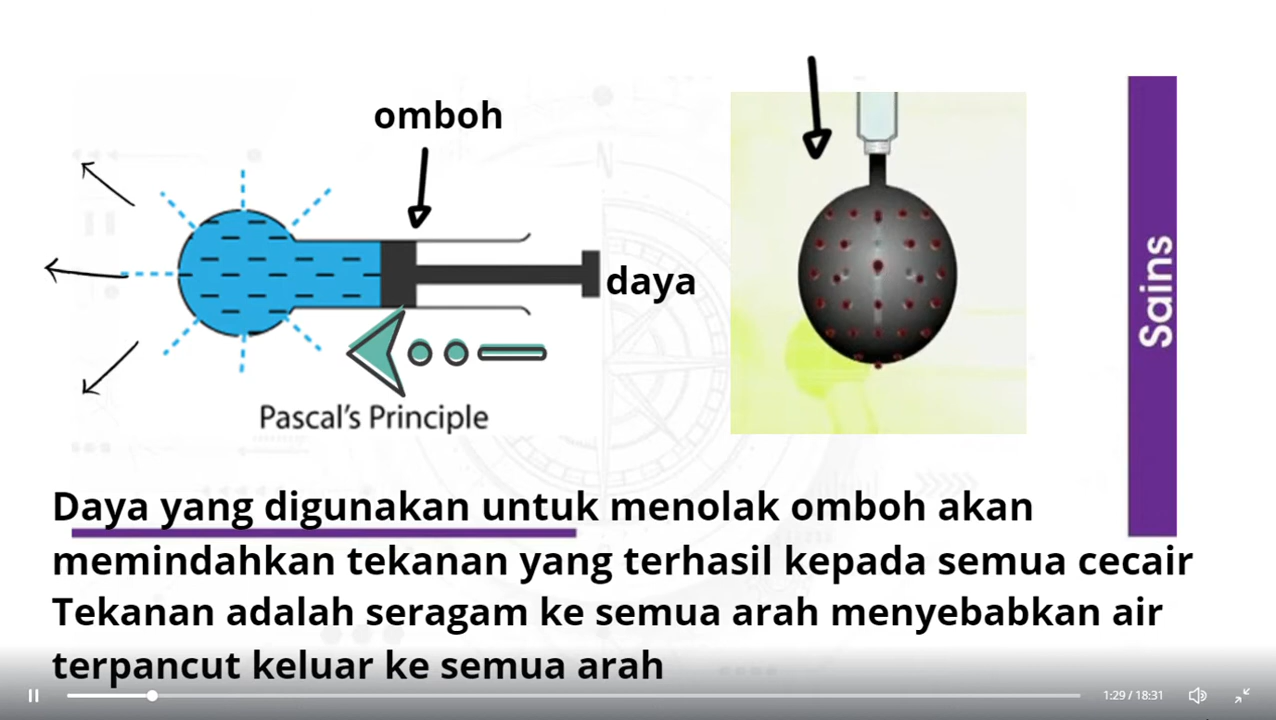 omboh
daya
Pascal's Principle
Sains
N
Daya yang digunakan untuk menolak omboh akan
memindahkan tekanan yang terhasil kepada semua cecair
Tekanan adalah seragam ke semua arah menyebabkan air
terpancut keluar ke semua arah
1:29 / 18:31